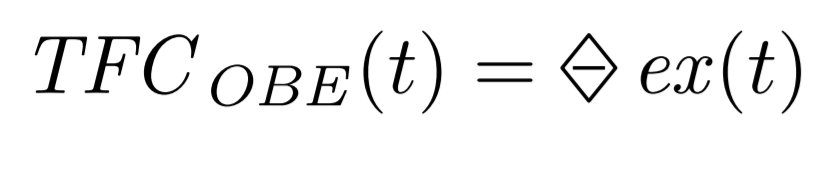 TFC_{OBE}(t) = ⟠ ex(t)